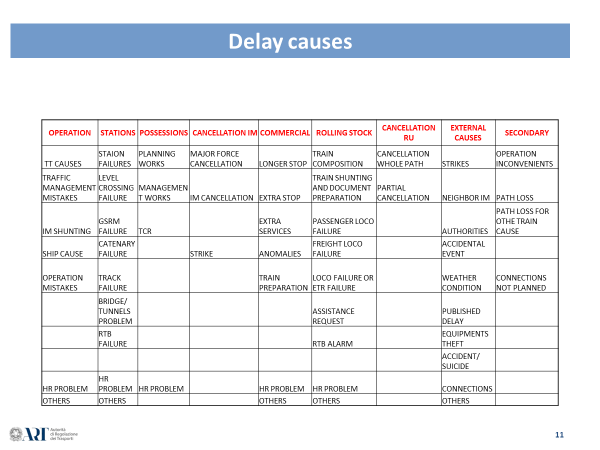 Delay causes
OPERATION STATIONS POSSESSIONS CANCELLATION IM COMMERCIAL ROLLING STOCK CANCELLATION RU EXTERNAL CAUSES SECONDARY
TT CAUSES STAION FAILURES PLANNING WORKS MAJOR FORCE CANCELLATION LONGER STOP TRAIN COMPOSITION CANCELLATION WHOLE PATH STRIKES OPERATION INCONVENIENTS
TRAFFIC MANAGEMENT MISTAKES LEVEL CROSSING FAILURE MANAGEMEN T WORKS IM CANCELLATION EXTRA STOP TRAIN SHUNTING AND DOCUMENT PREPARATION PARTIAL CANCELLATION NEIGHBOR IM PATH LOSS
IM SHUNTING GSRM FAILURE TCR EXTRA SERVICES PASSENGER LOCO FAILURE AUTHORITIES PATH LOSS FOR OTHE TRAIN CAUSE
SHIP CAUSE CATENARY FAILURE STRIKE ANOMALIES FREIGHT LOCO FAILURE ACCIDENTAL EVENT
OPERATION MISTAKES TRACK FAILURE TRAIN PREPARATION LOCO FAILURE OR ETR FAILURE WEATHER CONDITION CONNECTIONS NOT PLANNED
BRIDGE/ TUNNELS PROBLEM ASSISTANCE REQUEST PUBLISHED DELAY
RTB FAILURE RTB ALARM EQUIPMENTS THEFT
ACCIDENT/ SUICIDE
HR PROBLEM HR PROBLEM HR PROBLEM HR PROBLEM HR PROBLEM CONNECTIONS
OTHERS OTHERS OTHERS OTHERS OTHERS
ART Autorità di Regolazione dei Trasporti
11